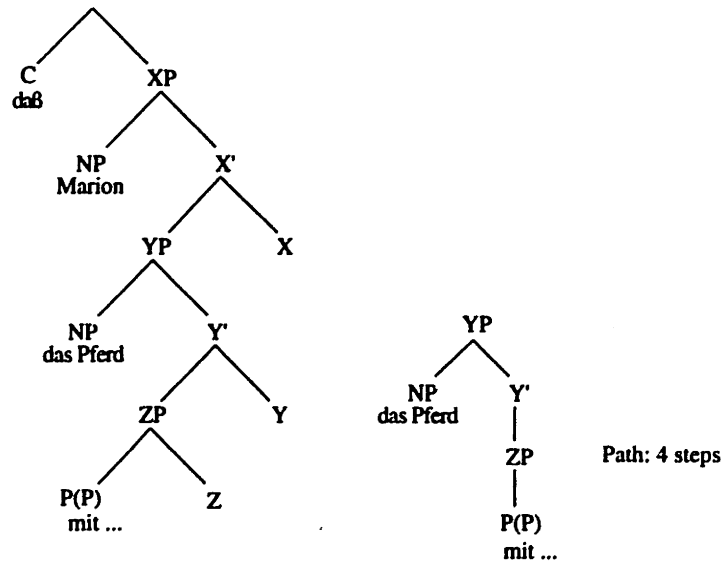 C
daß
XP
NP
Marion
X'
YP
X
NP
das Pferd
Y'
ZP
Y
P(P)
mit ...
Z
YP
NP
das Pferd
Y'
ZP
Path: 4 steps
P(P)
mit ...